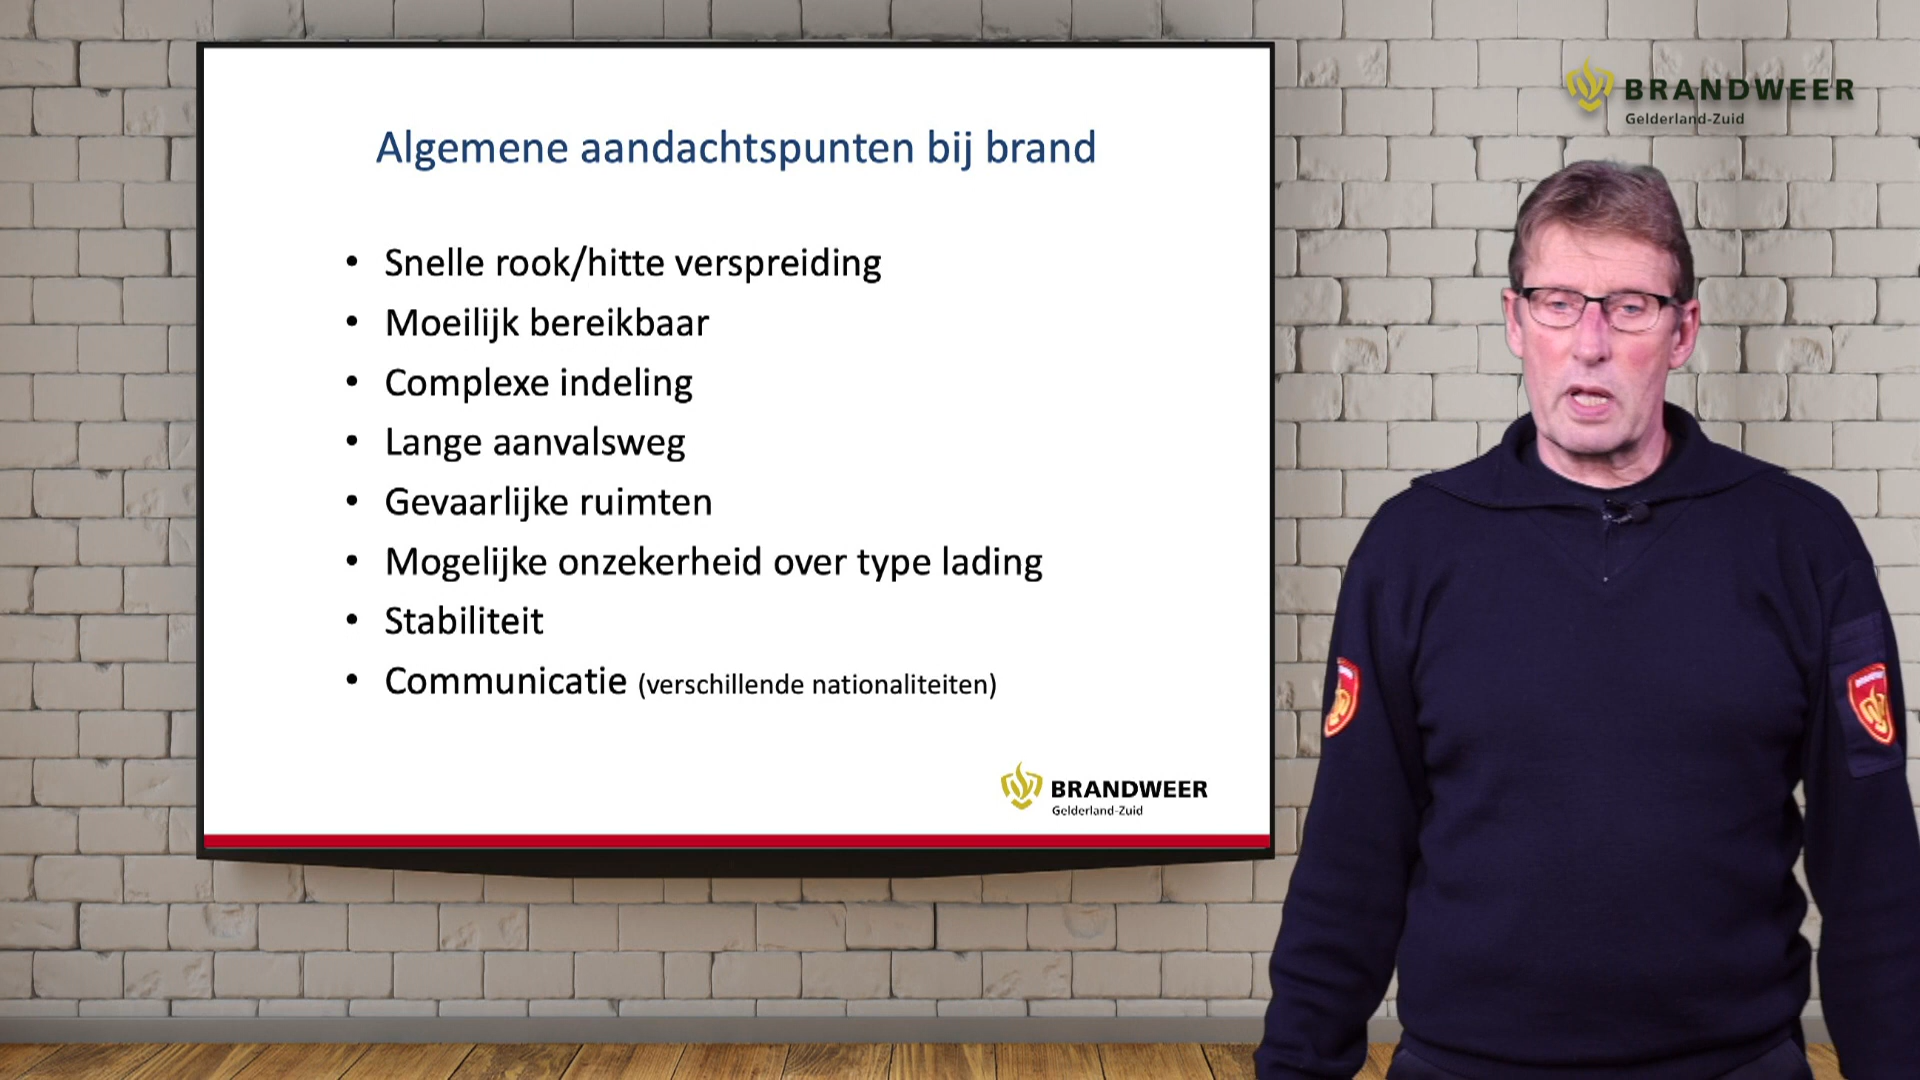 Algemene aandachtspunten bij brand
• Snelle rook/hitte verspreiding
• Moeilijk bereikbaar
• Complexe indeling
• Lange aanvalsweg
• Gevaarlijke ruimten
• Mogelijke onzekerheid over type lading
• Stabiliteit
• Communicatie (verschillende nationaliteiten)
BRANDWEER
Gelderland-Zuid
BRANDWEER
Gelderland-Zuid